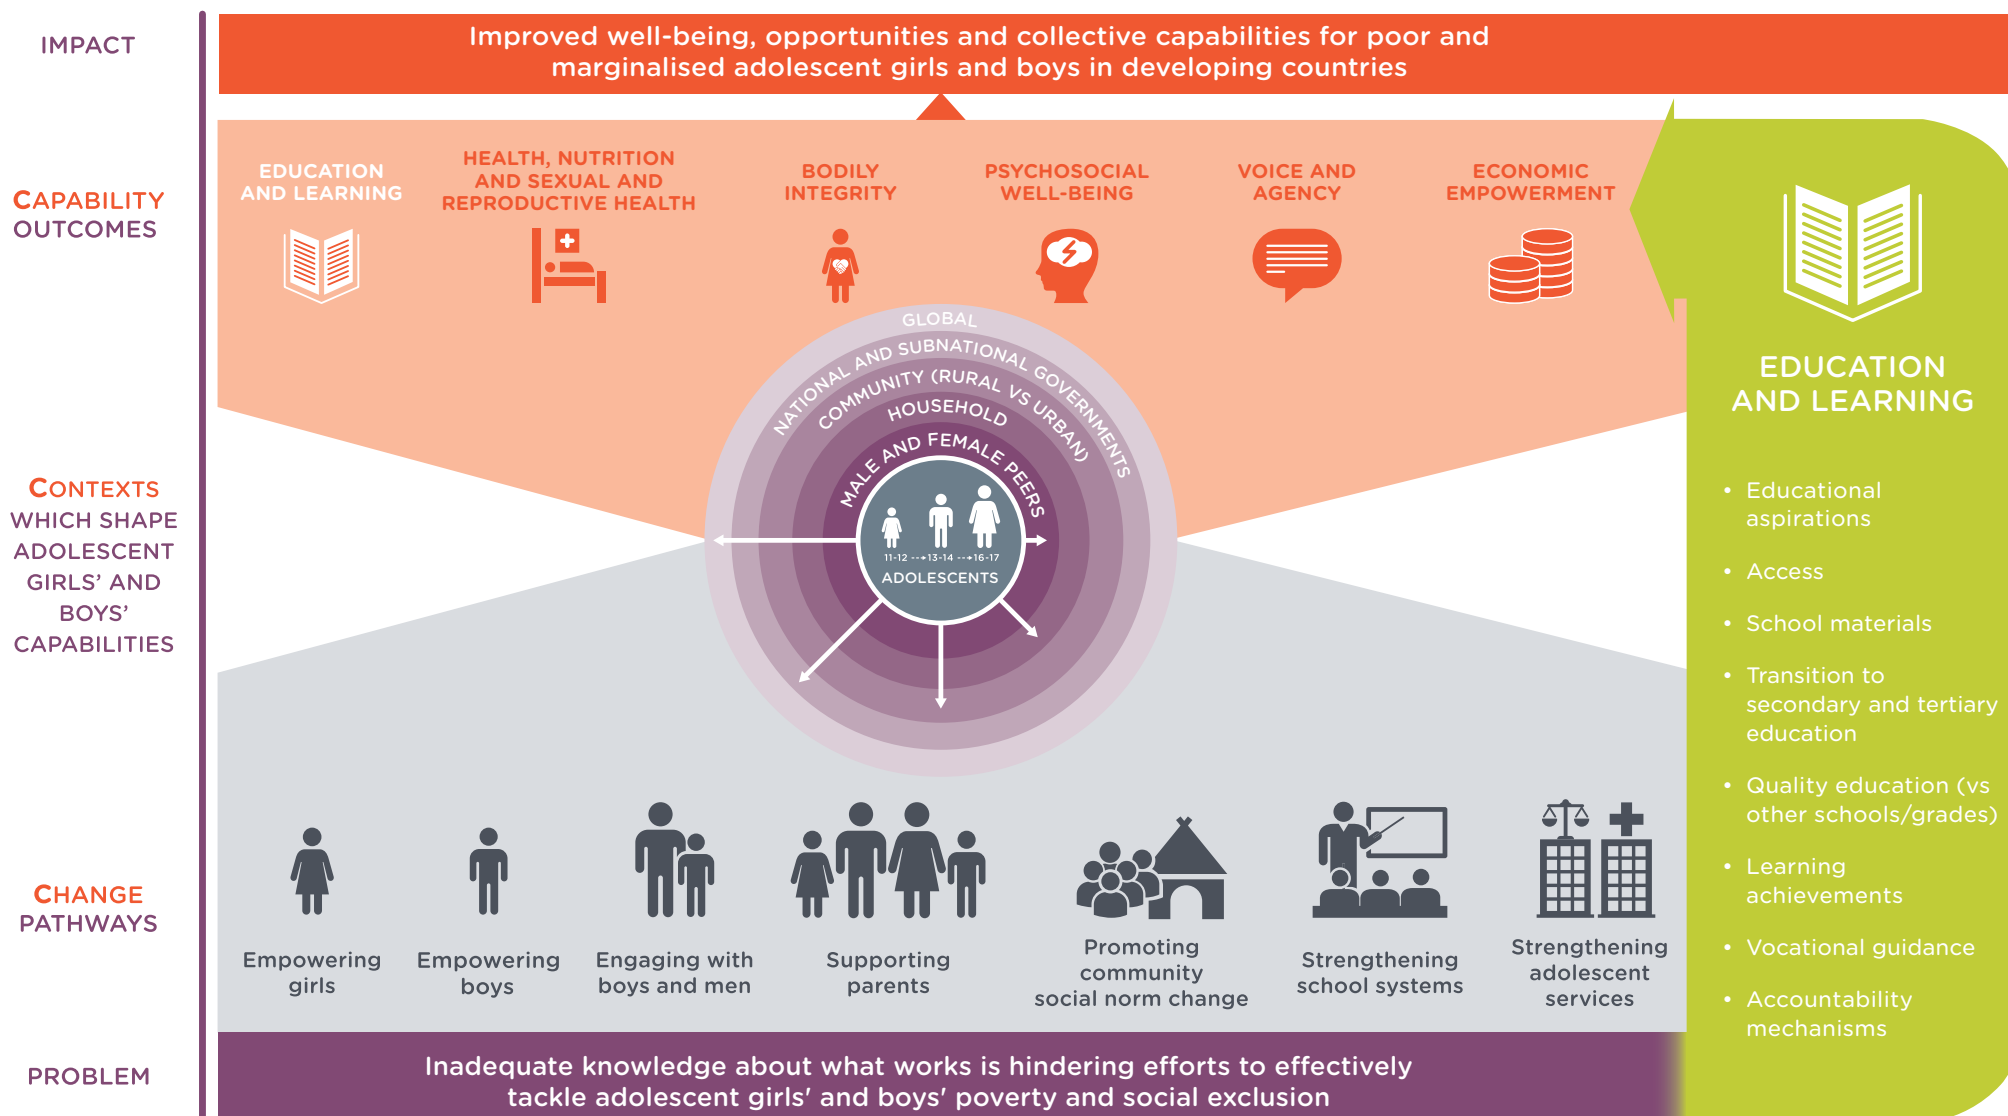 IMPACT
Improved well-being, opportunities and collective capabilities for poor and
marginalised adolescent girls and boys in developing countries
CAPABILITY
OUTCOMES
EDUCATION
AND LEARNING
HEALTH, NUTRITION
AND SEXUAL AND
REPRODUCTIVE HEALTH
BODILY
INTEGRITY
PSYCHOSOCIAL
WELL-BEING
VOICE AND
AGENCY
ECONOMIC
EMPOWERMENT
CONTEXTS
WHICH SHAPE
ADOLESCENT
GIRLS’ AND
BOYS’
CAPABILITIES
GLOBAL
NATIONAL AND SUBNATIONAL GOVERNMENTS
COMMUNITY (RURAL VS URBAN)
HOUSEHOLD
MALE AND FEMALE PEERS
11-12 --→ 13-14 --→ 16-17
ADOLESCENTS
CHANGE
PATHWAYS
Empowering
girls
Empowering
boys
Engaging with
boys and men
Supporting
parents
Promoting
community
social norm change
Strengthening
school systems
Strengthening
adolescent
services
PROBLEM
Inadequate knowledge about what works is hindering efforts to effectively
tackle adolescent girls' and boys' poverty and social exclusion
EDUCATION
AND LEARNING
• Educational
aspirations
• Access
• School materials
• Transition to
secondary and tertiary
education
• Quality education (vs
other schools/grades)
• Learning
achievements
• Vocational guidance
• Accountability
mechanisms